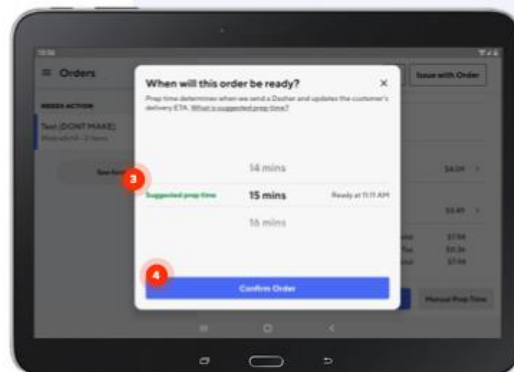 Orders
Issue with Order
NEEDS ACTION
Test (DONT MAKE)
When will this order be ready?
Prep time determines when we send a Dasher and updates the customer's
delivery ETA. What is suggested prep time?
14 mins
3
Suggested prep time 15 mins Ready at 11:11 AM
16 mins
4
Confirm Order
Manual Prep Time